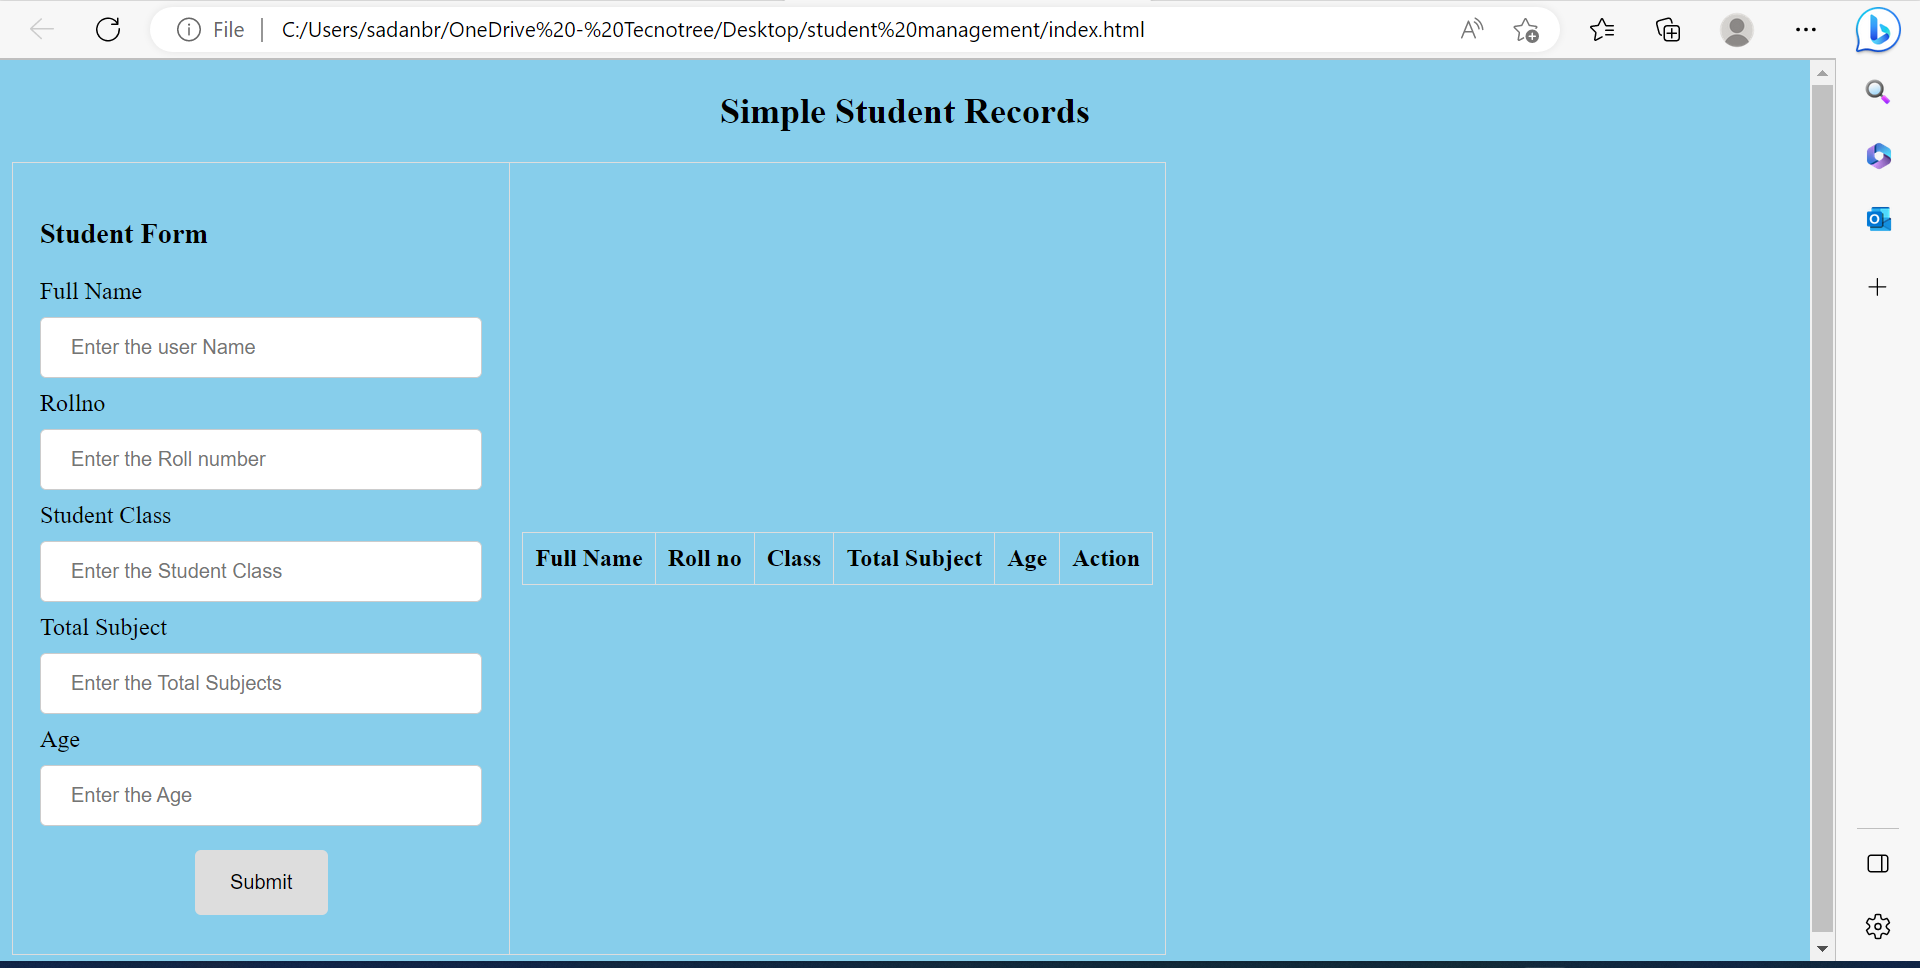 File | C:/Users/sadanbr/OneDrive%20-%20Tecnotree/Desktop/student%20management/index.html
Simple Student Records
Student Form
Full Name
Enter the user Name
Rollno
Enter the Roll number
Student Class
Enter the Student Class
Total Subject
Enter the Total Subjects
Age
Enter the Age
Submit
Full Name Roll no Class Total Subject Age Action